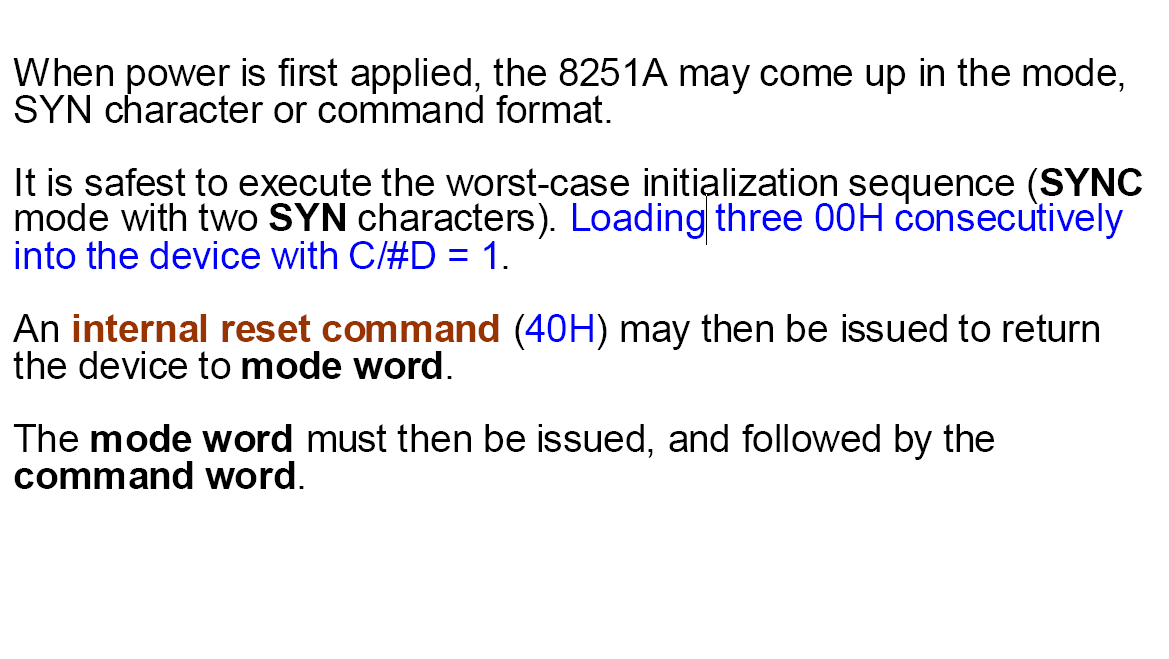 When power is first applied, the 8251A may come up in the mode,
SYN character or command format.
It is safest to execute the worst-case initialization sequence (SYNC
mode with two SYN characters). Loading three 00H consecutively
into the device with C/#D = 1.
An internal reset command (40H) may then be issued to return
the device to mode word.
The mode word must then be issued, and followed by the
command word.